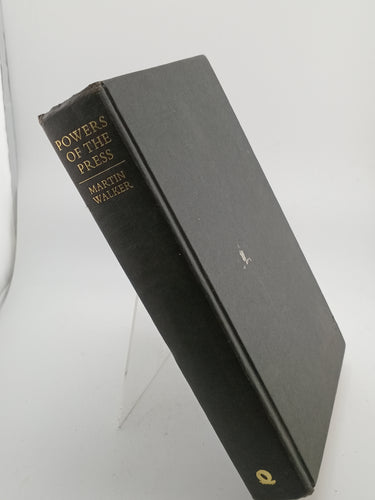 POWERS
OF THE
PRESS
MARTIN
WALKER
Q